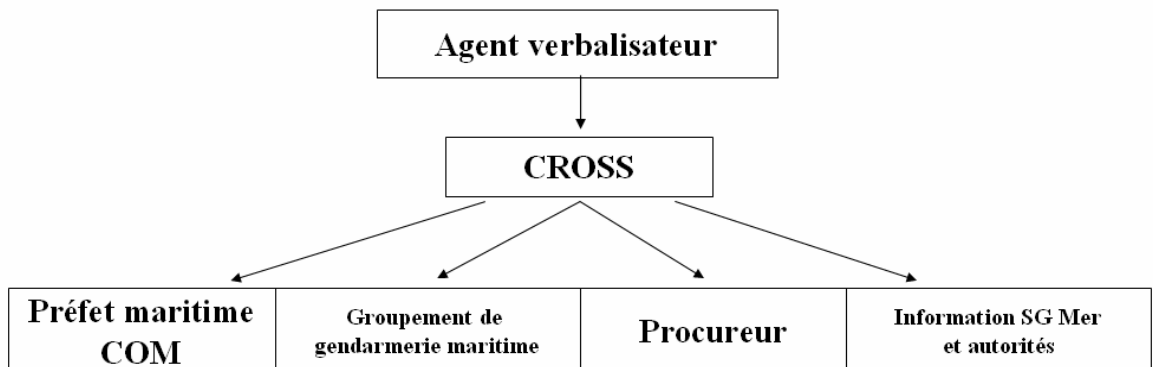 Agent verbalisateur
CROSS
Préfet maritime
COM
Groupement de
gendarmerie maritime
Procureur
Information SG Mer
et autorités